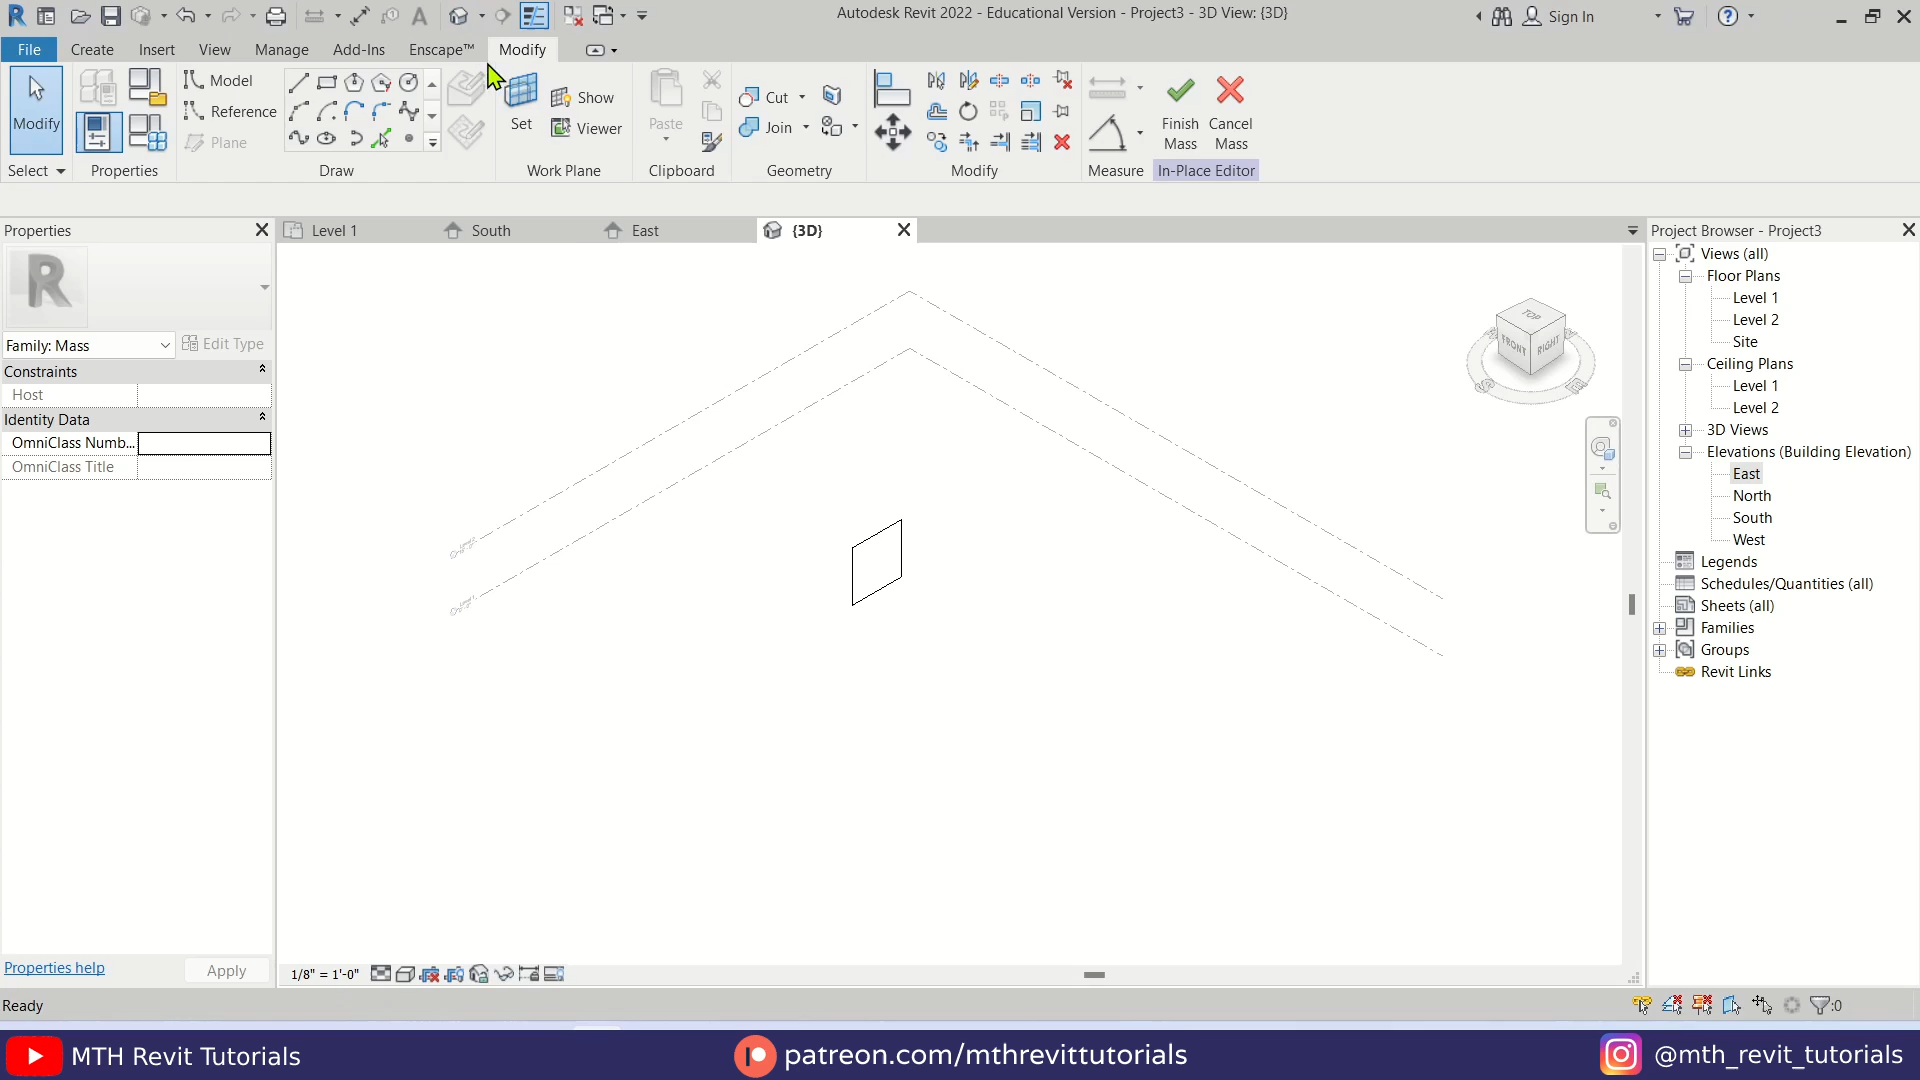 Autodesk Revit 2022 - Educational Version - Project3 - 3D View: {3D}
Sign In
File
Create
Insert
View
Manage
Add-Ins
Enscape™
Modify
Modify
Select
Properties
Model
Reference
Plane
Draw
Set
Show
Viewer
Work Plane
Paste
Clipboard
Cut
Join
Geometry
Modify
Measure
Finish
Mass
Cancel
Mass
In-Place Editor
Properties
Family: Mass
Edit Type
Constraints
Host
Identity Data
OmniClass Numb...
OmniClass Title
Properties help
Apply
Level 1
South
East
{3D}
TOP
FRONT
RIGHT
S
E
1/8" = 1'-0"
Project Browser - Project3
Views (all)
Floor Plans
Level 1
Level 2
Site
Ceiling Plans
Level 1
Level 2
3D Views
Elevations (Building Elevation)
East
North
South
West
Legends
Schedules/Quantities (all)
Sheets (all)
Families
Groups
Revit Links
Ready
:0
MTH Revit Tutorials
patreon.com/mthrevittutorials
@mth_revit_tutorials